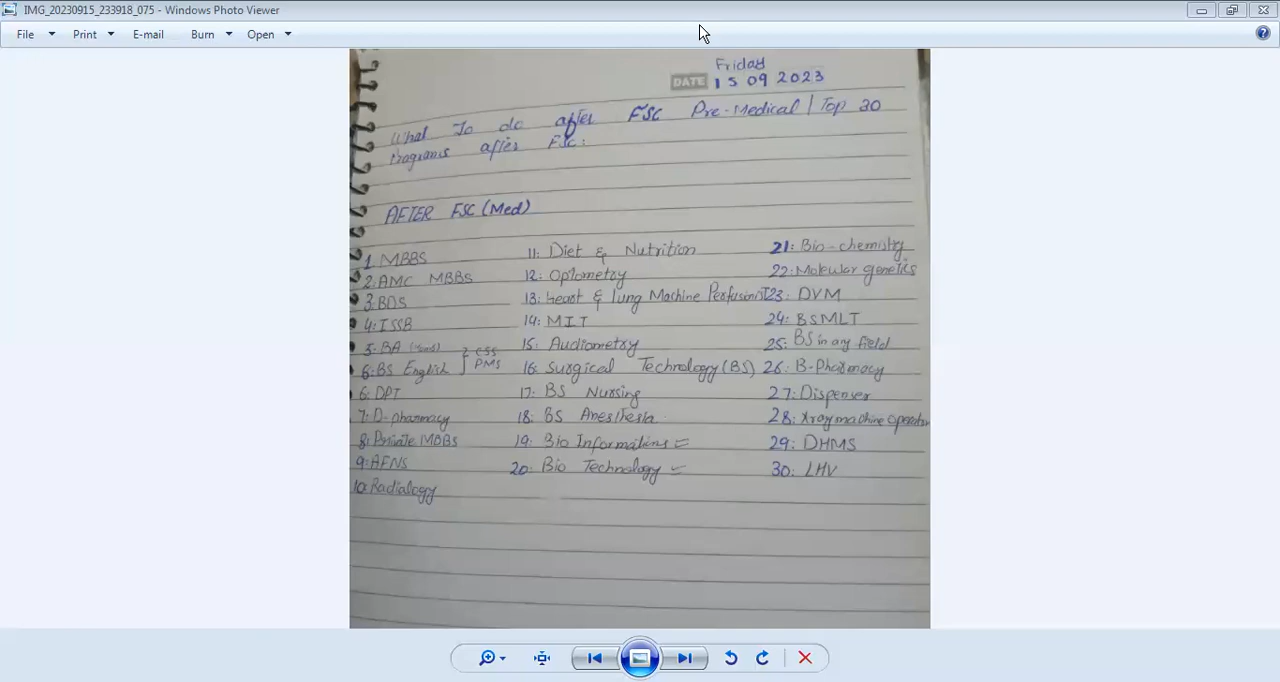 IMG_20230915_233918_075 - Windows Photo Viewer
File Print E-mail Burn Open
Friday
DATE 15 09 2023
What To do after FSC Pre-Medical | Top 30
Programs after FSc:
AFTER FSC (Med)
1 MBBS
2: AMC MBBS
3: BDS
4: ISSB
5: BA
6: BS English } CSS PMS
6: DPT
7: D-pharmacy
8: Private MBBS
9: AFNS
10: Radialogy
11: Diet & Nutrition
12: Optometry
13: heart & lung Machine Perfusionist
14: MIT
15: Audiometry
16: Surgical Technology (BS)
17: BS Nursing
18: BS Anesthesia
19: Bio Informatics =
20: Bio Technology
21: Bio-chemistry
22: Molecular genetics
23: DVM
24: BSMLT
25: BS in any field
26: B-Pharmacy
27: Dispenser
28: Xray machine operator
29: DHMS
30: LHV